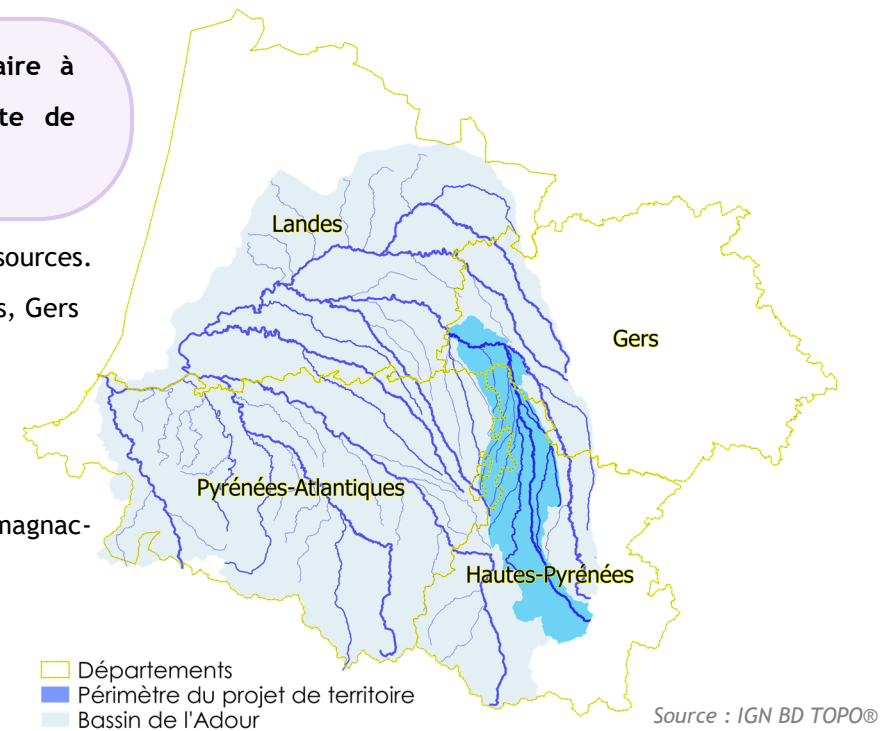 aire à
te de
sources.
s, Gers
magnac-
Landes
Gers
Pyrénées-Atlantiques
Hautes-Pyrénées
Départements
Périmètre du projet de territoire
Bassin de l'Adour
Source : IGN BD TOPO®